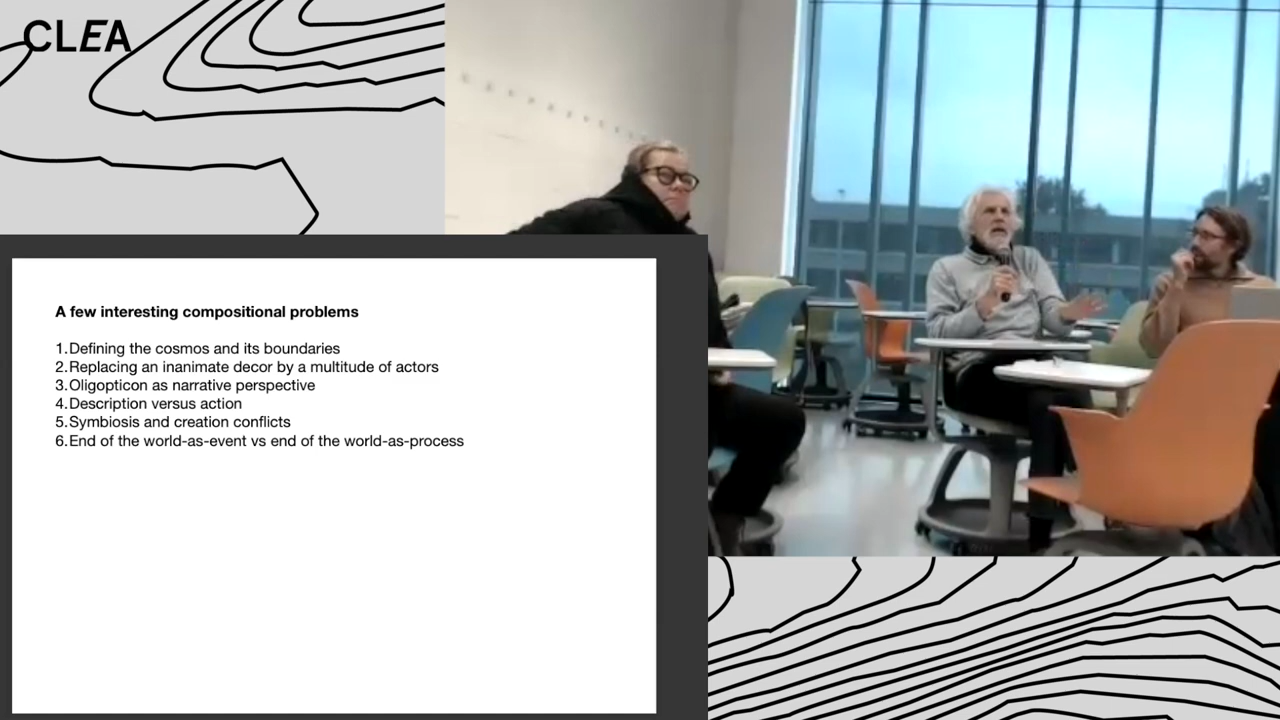 CLEA
A few interesting compositional problems
1.Defining the cosmos and its boundaries
2.Replacing an inanimate decor by a multitude of actors
3.Oligopticon as narrative perspective
4.Description versus action
5.Symbiosis and creation conflicts
6.End of the world-as-event vs end of the world-as-process